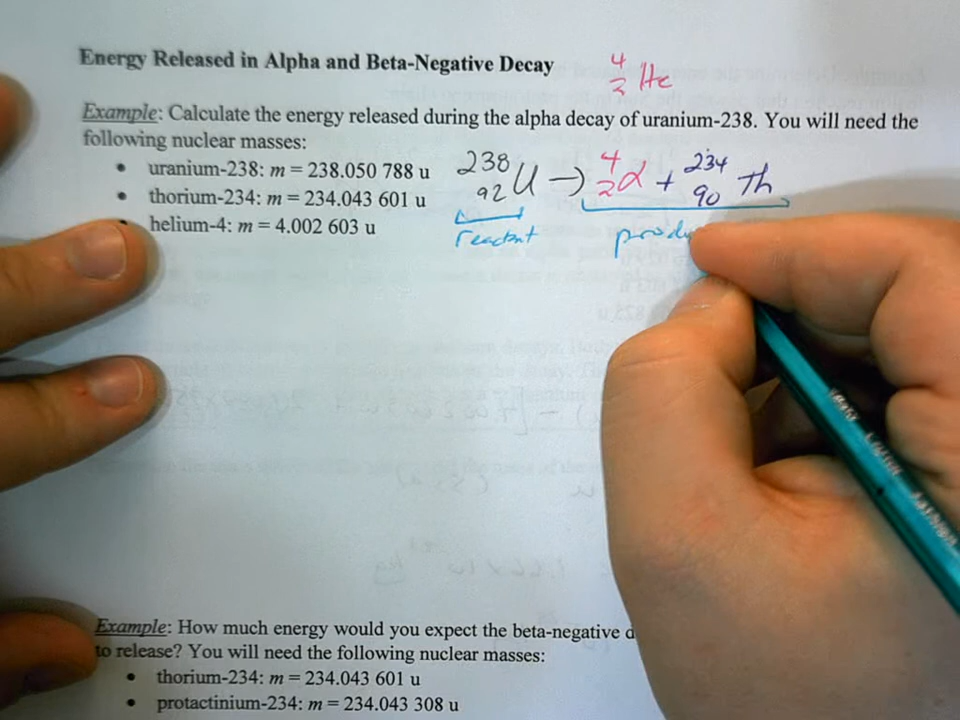 Energy Released in Alpha and Beta-Negative Decay
4
2 He
Example: Calculate the energy released during the alpha decay of uranium-238. You will need the
following nuclear masses:
• uranium-238: m = 238.050 788 u
• thorium-234: m = 234.043 601 u
• helium-4: m = 4.002 603 u
238 92 U → 4 2 α + 234 90 Th
reactant produ
Example: How much energy would you expect the beta-negative d
to release? You will need the following nuclear masses:
• thorium-234: m = 234.043 601 u
• protactinium-234: m = 234.043 308 u